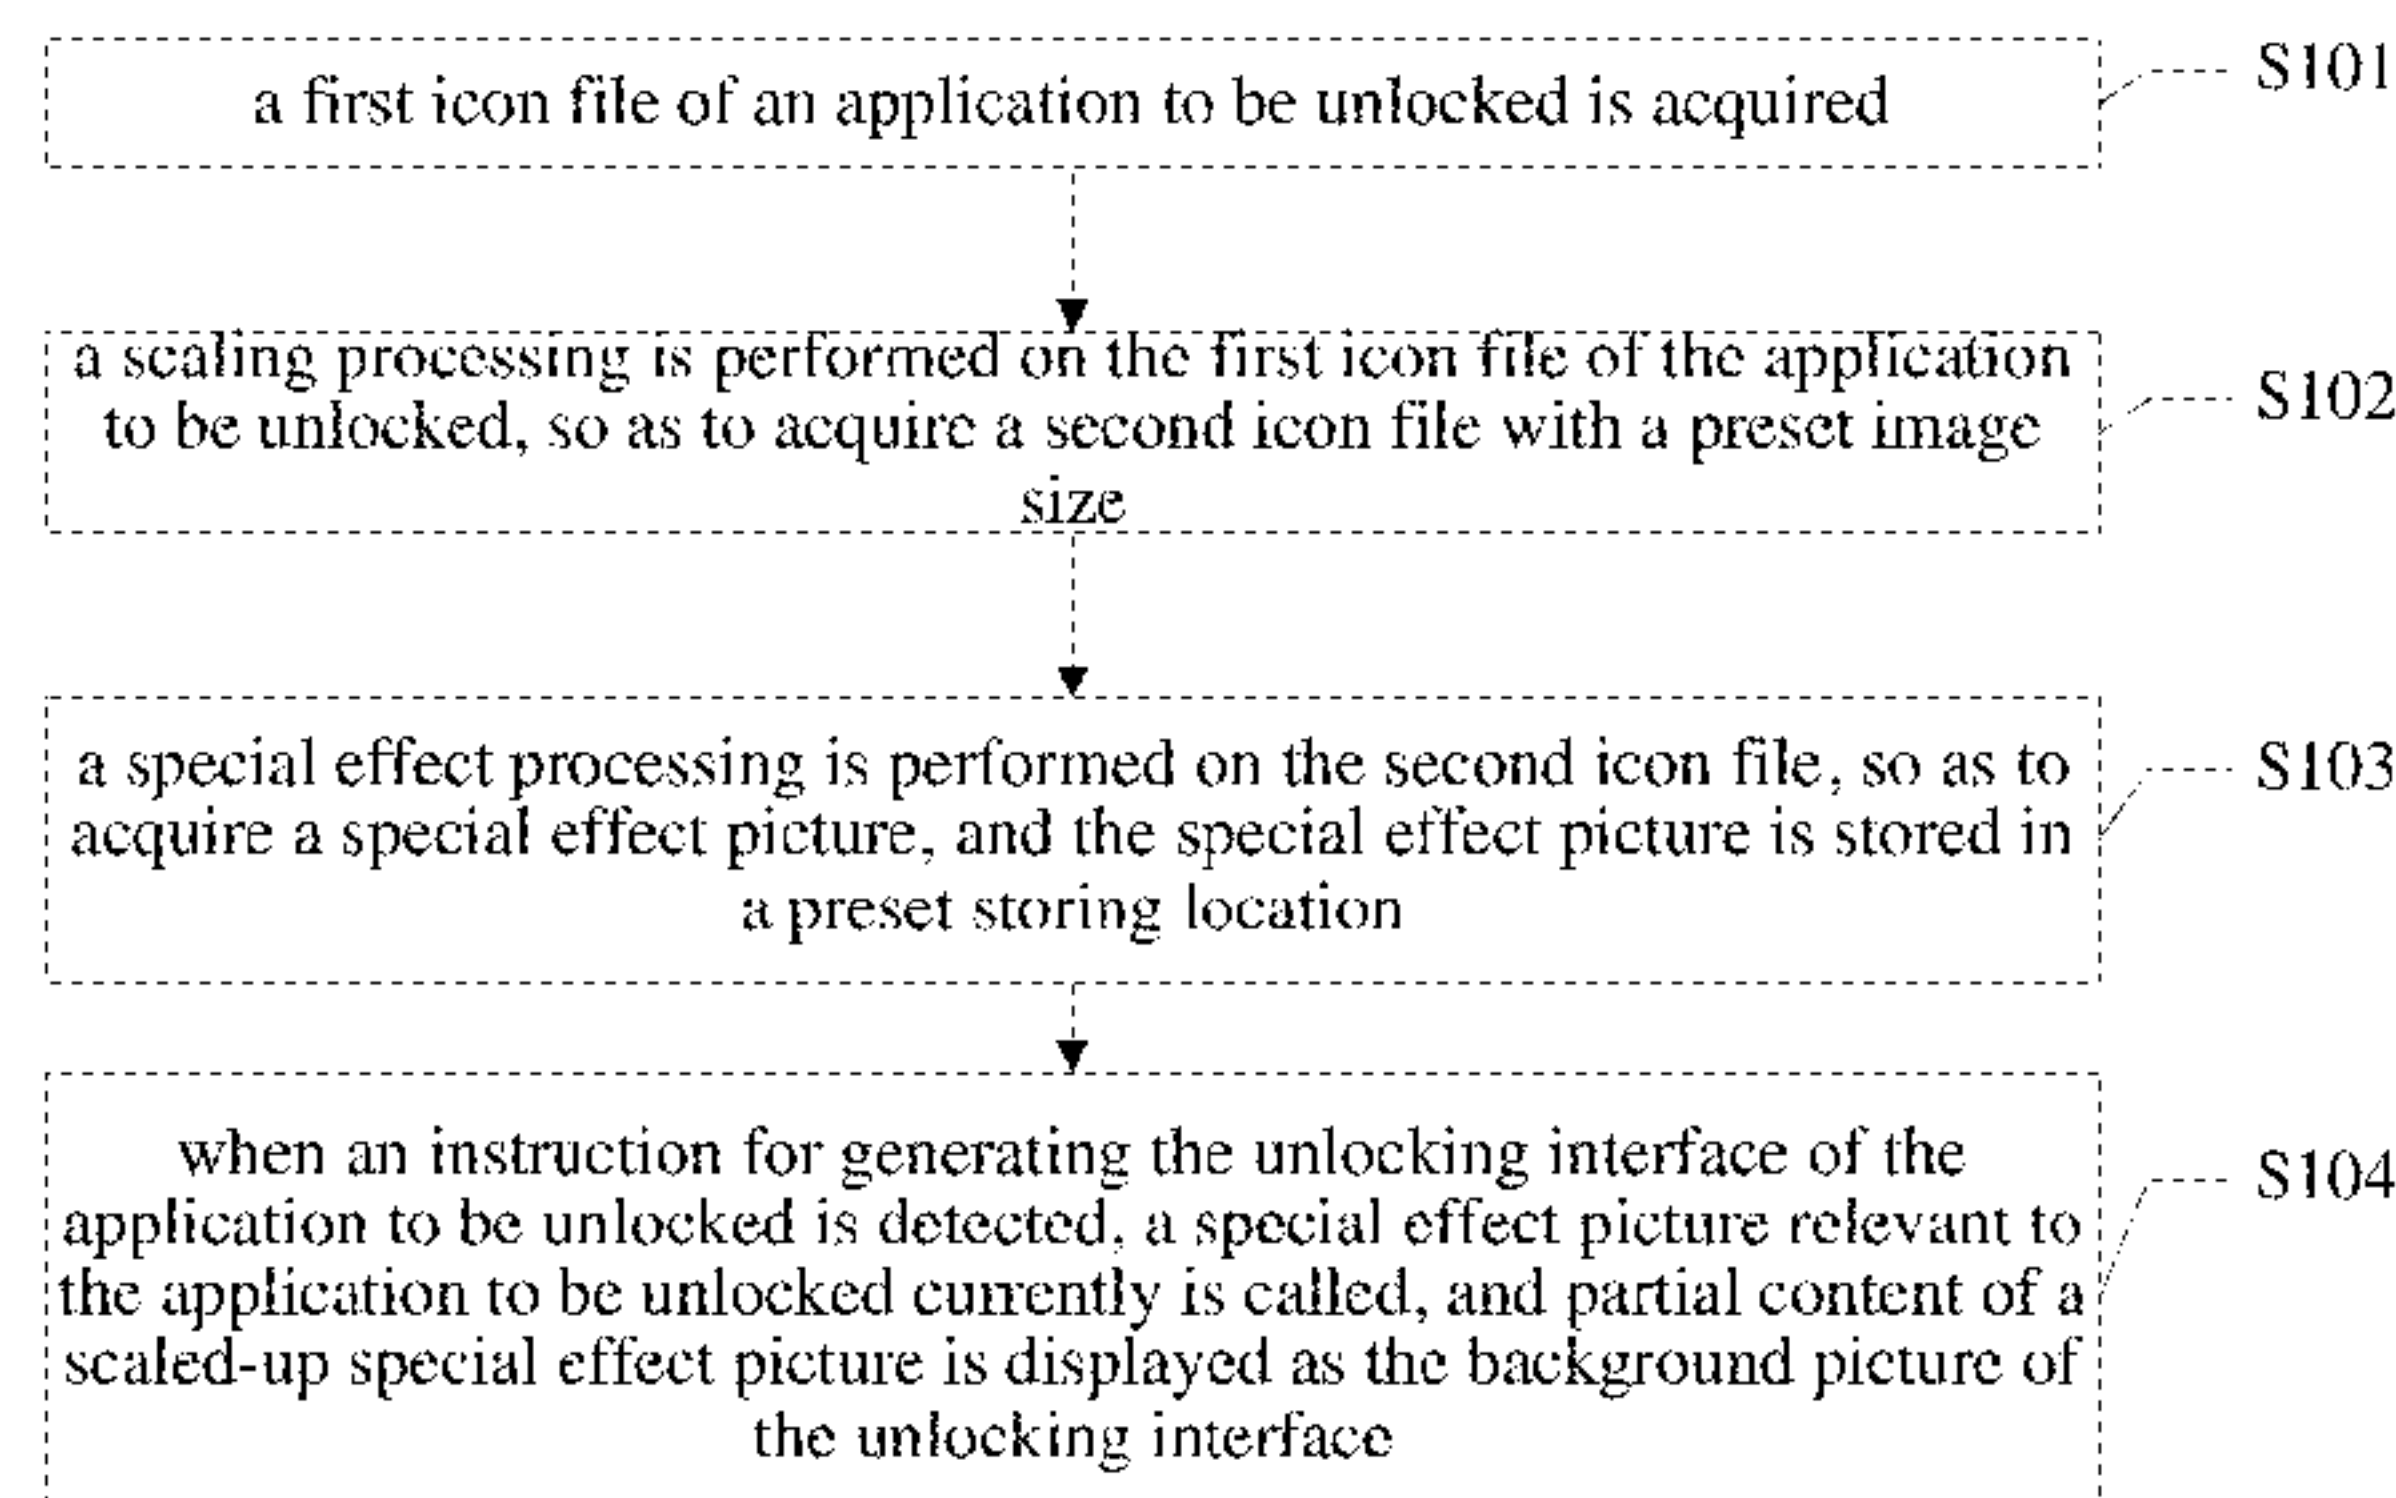 a first icon file of an application to be unlocked is acquired
S101
a scaling processing is performed on the first icon file of the application
to be unlocked, so as to acquire a second icon file with a preset image
size
S102
a special effect processing is performed on the second icon file, so as to
acquire a special effect picture, and the special effect picture is stored in
a preset storing location
S103
when an instruction for generating the unlocking interface of the
application to be unlocked is detected, a special effect picture relevant to
the application to be unlocked currently is called, and partial content of a
scaled-up special effect picture is displayed as the background picture of
the unlocking interface
S104